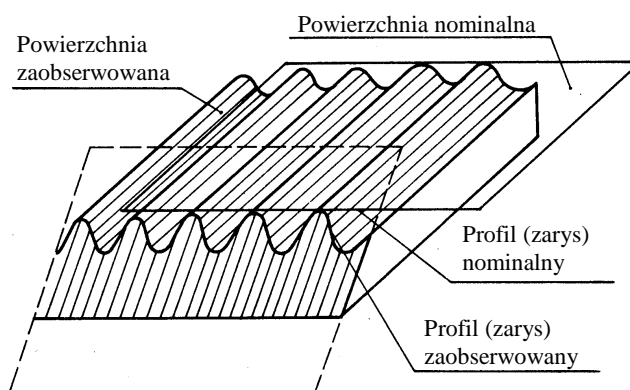 Powierzchnia nominalna
Powierzchnia
zaobserwowana
Profil (zarys)
nominalny
Profil (zarys)
zaobserwowany